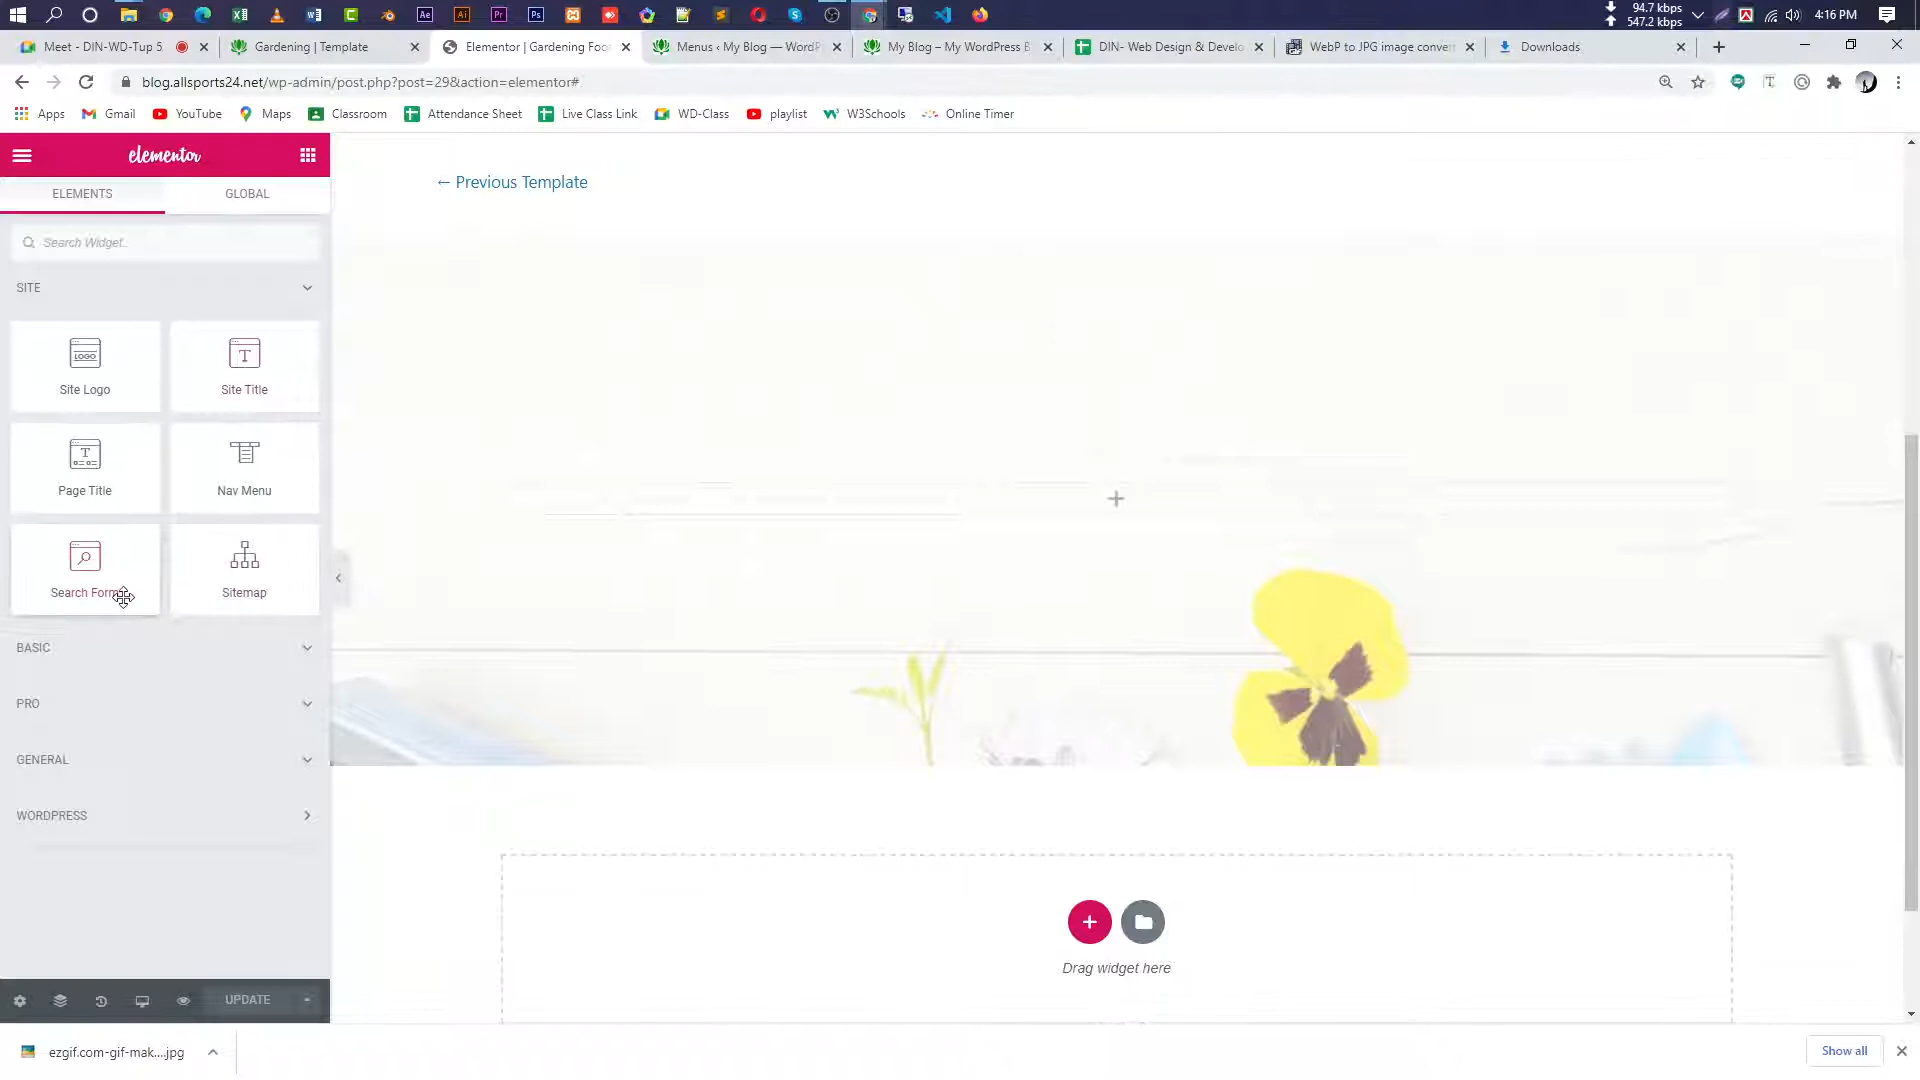 94.7 kbps
547.2 kbps
4:16 PM
Meet - DIN-WD-Tup 5
Gardening | Template
Elementor | Gardening Foo
Menus ‹ My Blog — WordP
My Blog – My WordPress B
DIN- Web Design & Develo
WebP to JPG image conver
Downloads
blog.allsports24.net/wp-admin/post.php?post=29&action=elementor#
Apps
Gmail
YouTube
Maps
Classroom
Attendance Sheet
Live Class Link
WD-Class
playlist
W3Schools
Online Timer
elementor
ELEMENTS
GLOBAL
Search Widget..
SITE
LOGO
Site Logo
Site Title
Page Title
Nav Menu
Search Form
Sitemap
BASIC
PRO
GENERAL
WORDPRESS
UPDATE
← Previous Template
Drag widget here
ezgif.com-gif-mak....jpg
Show all